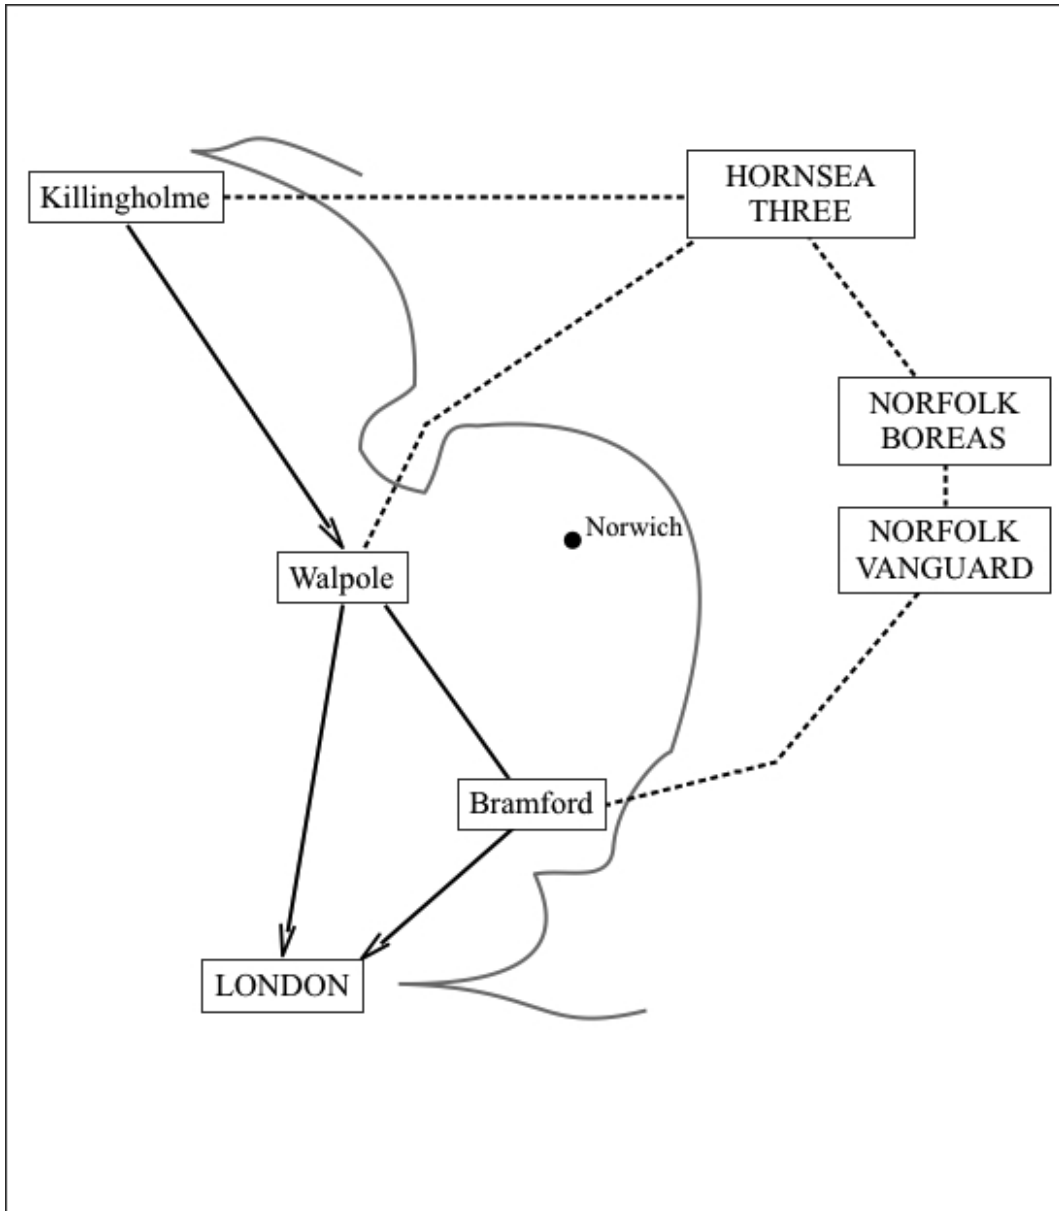 Killingholme
HORNSEA
THREE
NORFOLK
BOREAS
Norwich
NORFOLK
VANGUARD
Walpole
Bramford
LONDON